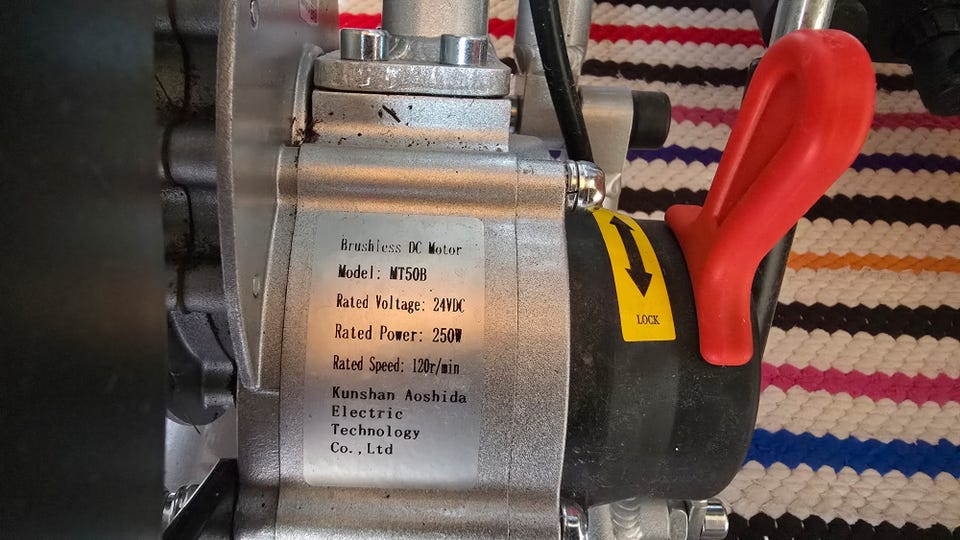 Brushless DC Motor
Model: MT50B
Rated Voltage: 24VDC
Rated Power: 250W
Rated Speed: 120r/min
Kunshan Aoshida
Electric
Technology
Co.,Ltd
LOCK